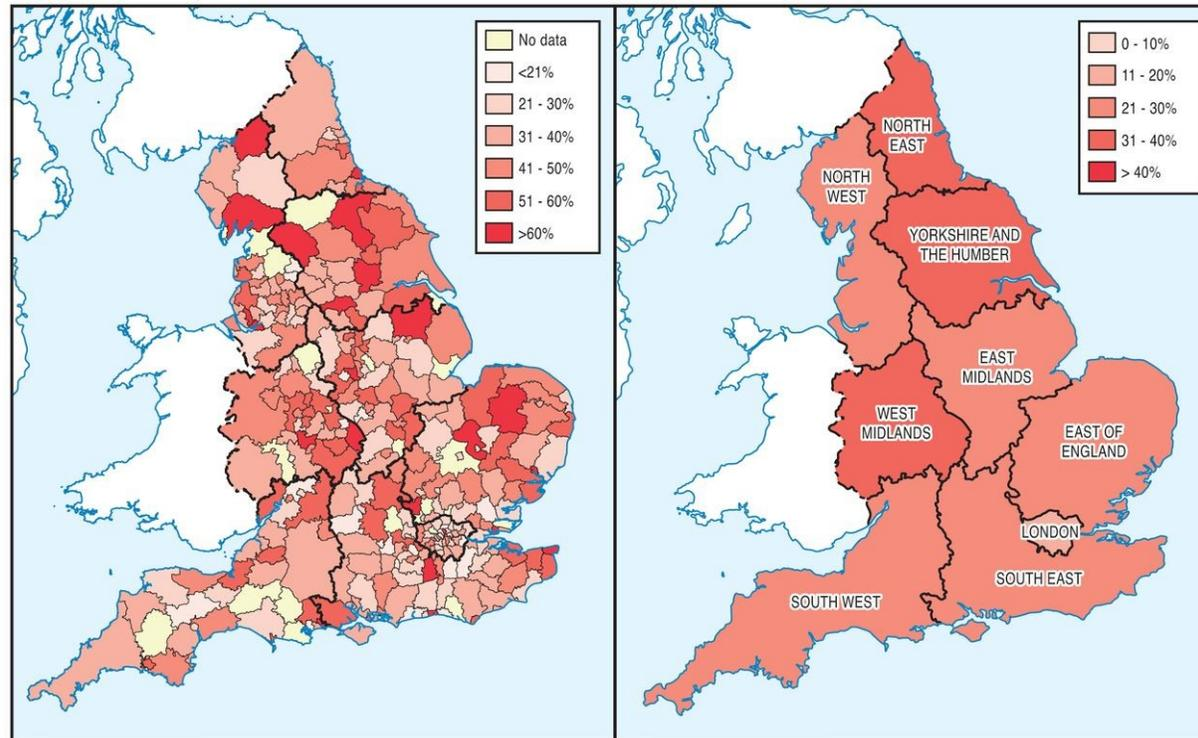 No data
<21%
21 - 30%
31 - 40%
41 - 50%
51 - 60%
>60%
0 - 10%
11 - 20%
21 - 30%
31 - 40%
> 40%
NORTH
EAST
NORTH
WEST
YORKSHIRE AND
THE HUMBER
EAST
MIDLANDS
WEST
MIDLANDS
EAST OF
ENGLAND
LONDON
SOUTH EAST
SOUTH WEST